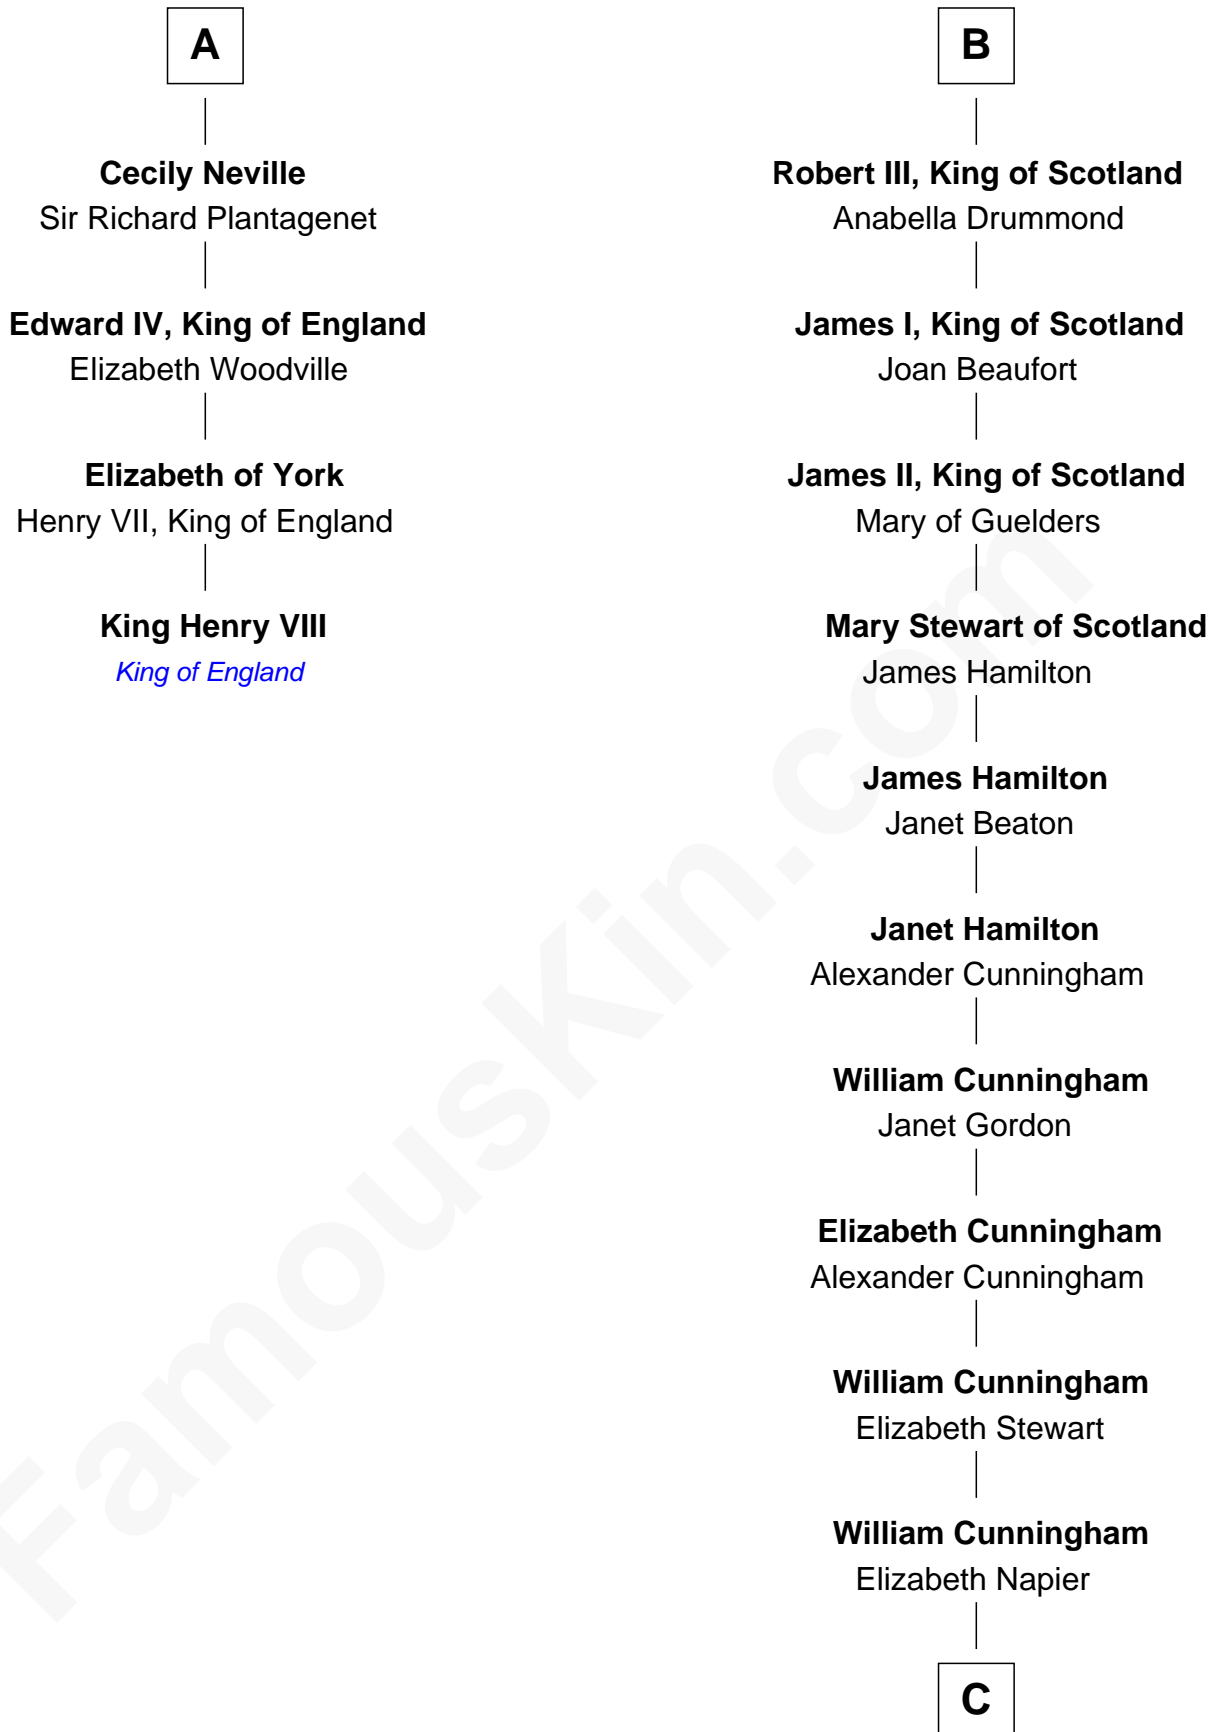 A
Cecily Neville
Sir Richard Plantagenet
Edward IV, King of England
Elizabeth Woodville
Elizabeth of York
Henry VII, King of England
King Henry VIII
King of England
B
Robert III, King of Scotland
Anabella Drummond
James I, King of Scotland
Joan Beaufort
James II, King of Scotland
Mary of Guelders
Mary Stewart of Scotland
James Hamilton
James Hamilton
Janet Beaton
Janet Hamilton
Alexander Cunningham
William Cunningham
Janet Gordon
Elizabeth Cunningham
Alexander Cunningham
William Cunningham
Elizabeth Stewart
William Cunningham
Elizabeth Napier
C
FamousKin.com